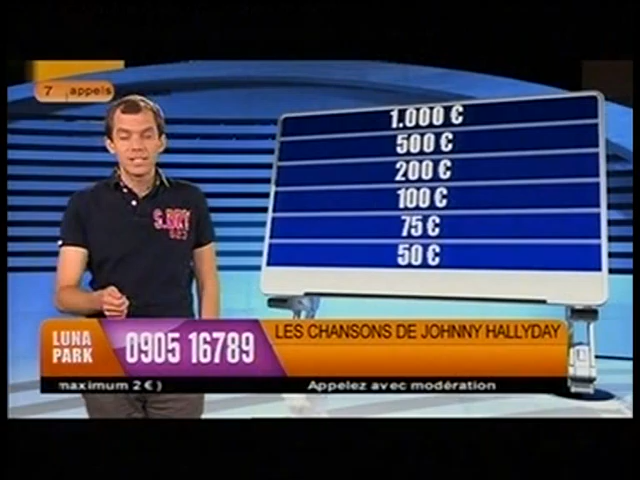 7 appels
1.000 €
500 €
200 €
100 €
75 €
50 €
S.DRY
LUNA PARK
0905 16789
LES CHANSONS DE JOHNNY HALLYDAY
maximum 2 € )
Appelez avec modération